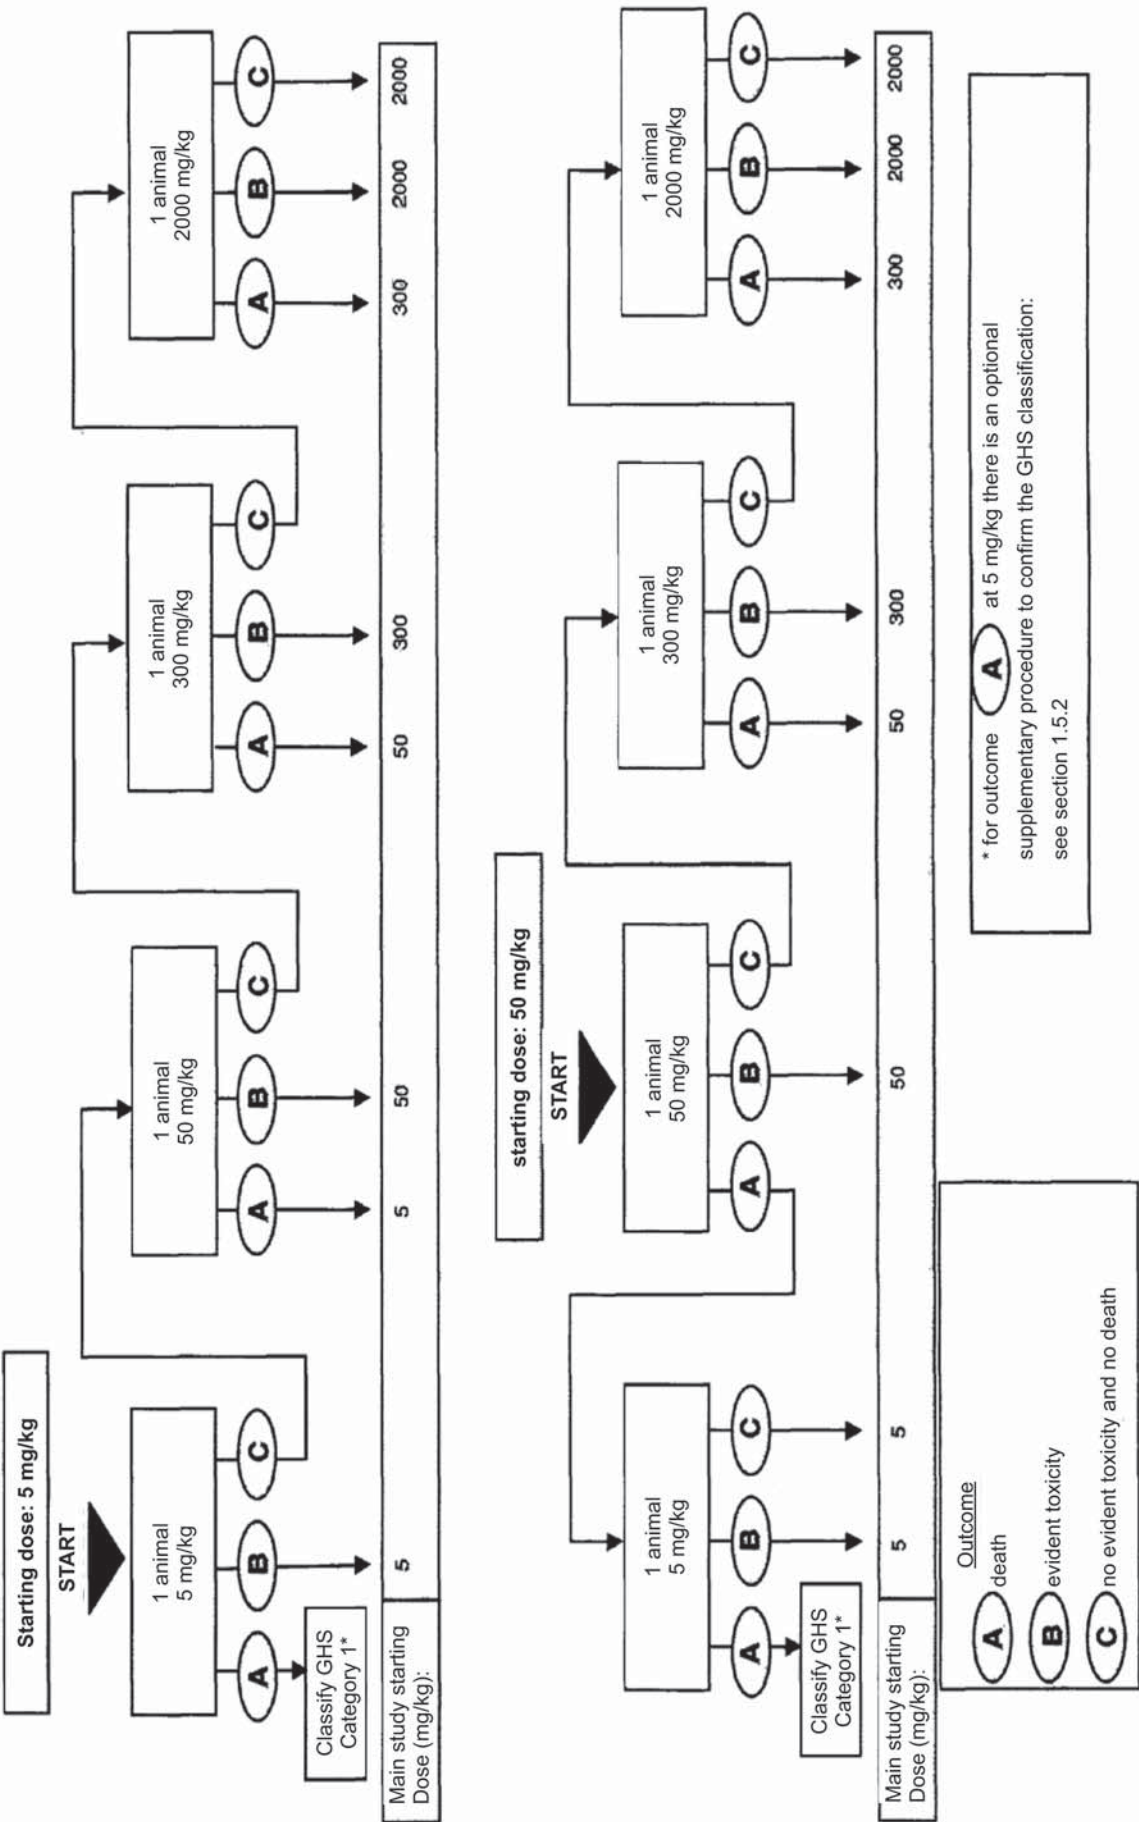 Starting dose: 5 mg/kg
START
1 animal
5 mg/kg
A
B
C
1 animal
50 mg/kg
A
B
C
1 animal
300 mg/kg
A
B
C
1 animal
2000 mg/kg
A
B
C
Classify GHS
Category 1*
Main study starting
Dose (mg/kg):
5
5
50
50
300
300
2000
2000
starting dose: 50 mg/kg
START
1 animal
5 mg/kg
A
B
C
1 animal
50 mg/kg
A
B
C
1 animal
300 mg/kg
A
B
C
1 animal
2000 mg/kg
A
B
C
Classify GHS
Category 1*
Main study starting
Dose (mg/kg):
5
5
50
50
300
300
2000
2000
Outcome
A death
B evident toxicity
C no evident toxicity and no death
* for outcome A at 5 mg/kg there is an optional
supplementary procedure to confirm the GHS classification:
see section 1.5.2